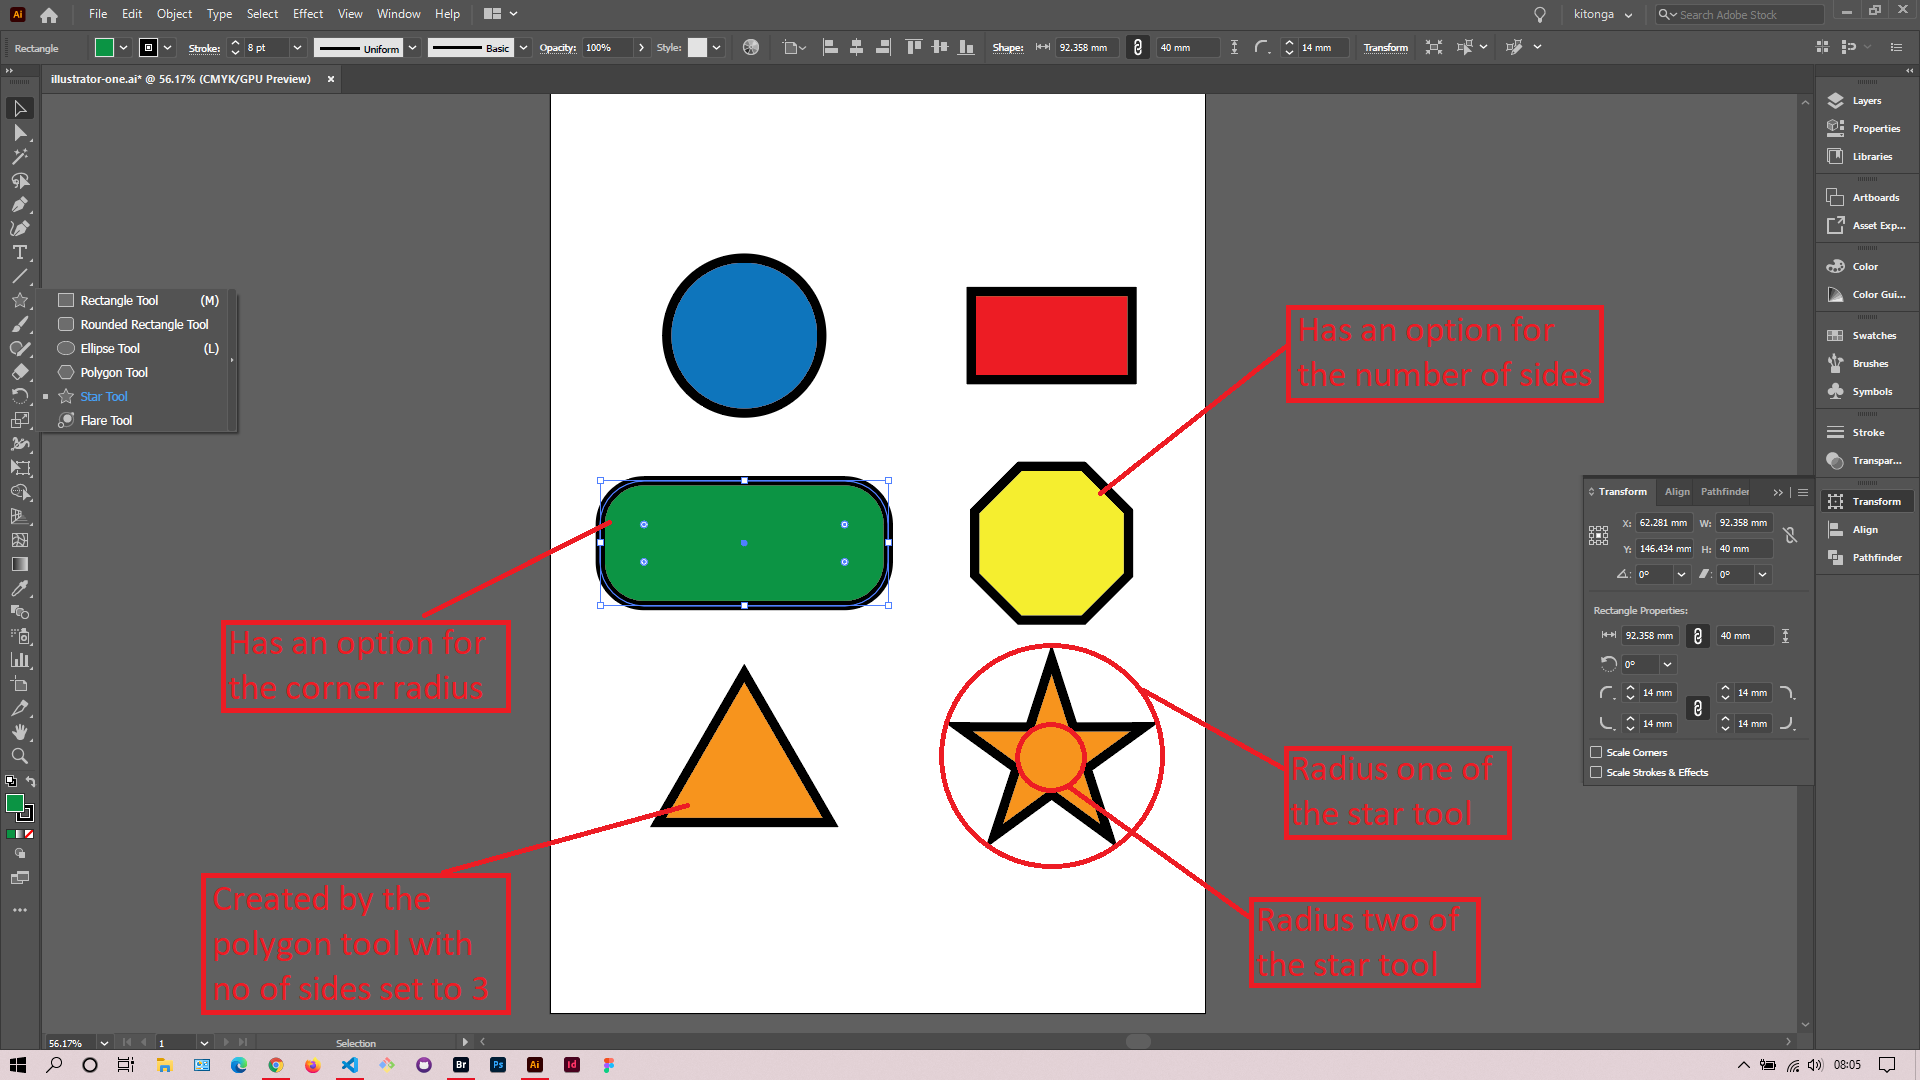 Ai File Edit Object Type Select Effect View Window Help kitonga Search Adobe Stock
Rectangle Stroke: 8 pt Uniform Basic Opacity: 100% Style: Shape: 92.358 mm 40 mm 14 mm Transform
illustrator-one.ai* @ 56.17% (CMYK/GPU Preview) ×
Layers
Properties
Libraries
Artboards
Asset Exp...
Color
Color Gui...
Swatches
Brushes
Symbols
Stroke
Transpar...
Transform
Align
Pathfinder
Rectangle Tool (M)
Rounded Rectangle Tool
Ellipse Tool (L)
Polygon Tool
Star Tool
Flare Tool
Has an option for
the number of sides
Has an option for
the corner radius
Created by the
polygon tool with
no of sides set to 3
Radius one of
the star tool
Radius two of
the star tool
Transform Align Pathfinder
X: 62.281 mm W: 92.358 mm
Y: 146.434 mm H: 40 mm
0° 0°
Rectangle Properties:
92.358 mm 40 mm
0°
14 mm 14 mm
14 mm 14 mm
Scale Corners
Scale Strokes & Effects
56.17% 1 Selection
Br Ps Ai Id 08:05